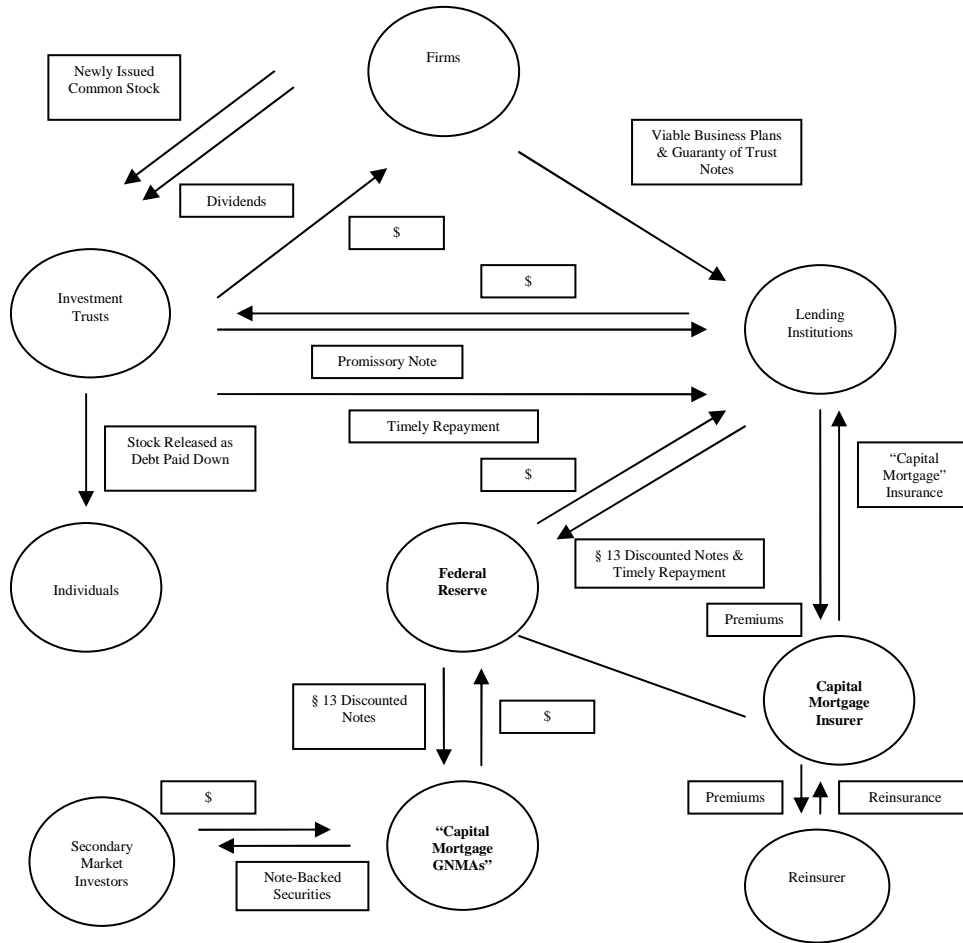 Firms
Newly Issued
Common Stock
Viable Business Plans
& Guaranty of Trust
Notes
Dividends
$
$
Investment
Trusts
Lending
Institutions
Promissory Note
Timely Repayment
Stock Released as
Debt Paid Down
$
“Capital
Mortgage”
Insurance
§ 13 Discounted Notes &
Timely Repayment
Individuals
Federal
Reserve
Premiums
§ 13 Discounted
Notes
$
Capital
Mortgage
Insurer
$
Premiums
Reinsurance
Secondary
Market
Investors
“Capital
Mortgage
GNMAs”
Note-Backed
Securities
Reinsurer